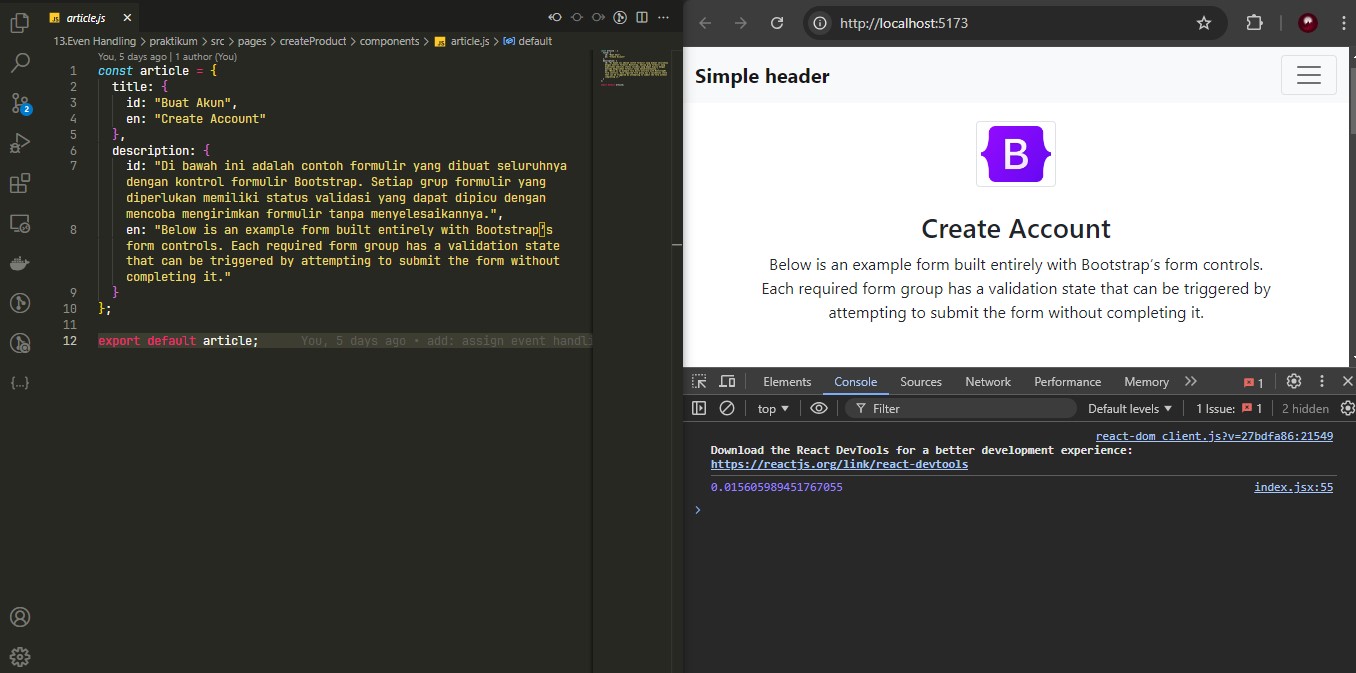 article.js
13.Even Handling > praktikum > src > pages > createProduct > components > article.js > default
You, 5 days ago | 1 author (You)
1 const article = {
2 title: {
3 id: "Buat Akun",
4 en: "Create Account"
5 },
6 description: {
7 id: "Di bawah ini adalah contoh formulir yang dibuat seluruhnya
dengan kontrol formulir Bootstrap. Setiap grup formulir yang
diperlukan memiliki status validasi yang dapat dipicu dengan
mencoba mengirimkan formulir tanpa menyelesaikannya.",
8 en: "Below is an example form built entirely with Bootstrap’s
form controls. Each required form group has a validation state
that can be triggered by attempting to submit the form without
completing it."
9 }
10 };
11
12 export default article; You, 5 days ago • add: assign event handl
2
http://localhost:5173
Simple header
B
Create Account
Below is an example form built entirely with Bootstrap’s form controls.
Each required form group has a validation state that can be triggered by
attempting to submit the form without completing it.
Elements Console Sources Network Performance Memory 1
top Filter Default levels 1 Issue: 1 2 hidden
react-dom_client.js?v=27bdfa86:21549
Download the React DevTools for a better development experience:
https://reactjs.org/link/react-devtools
0.015605989451767055 index.jsx:55